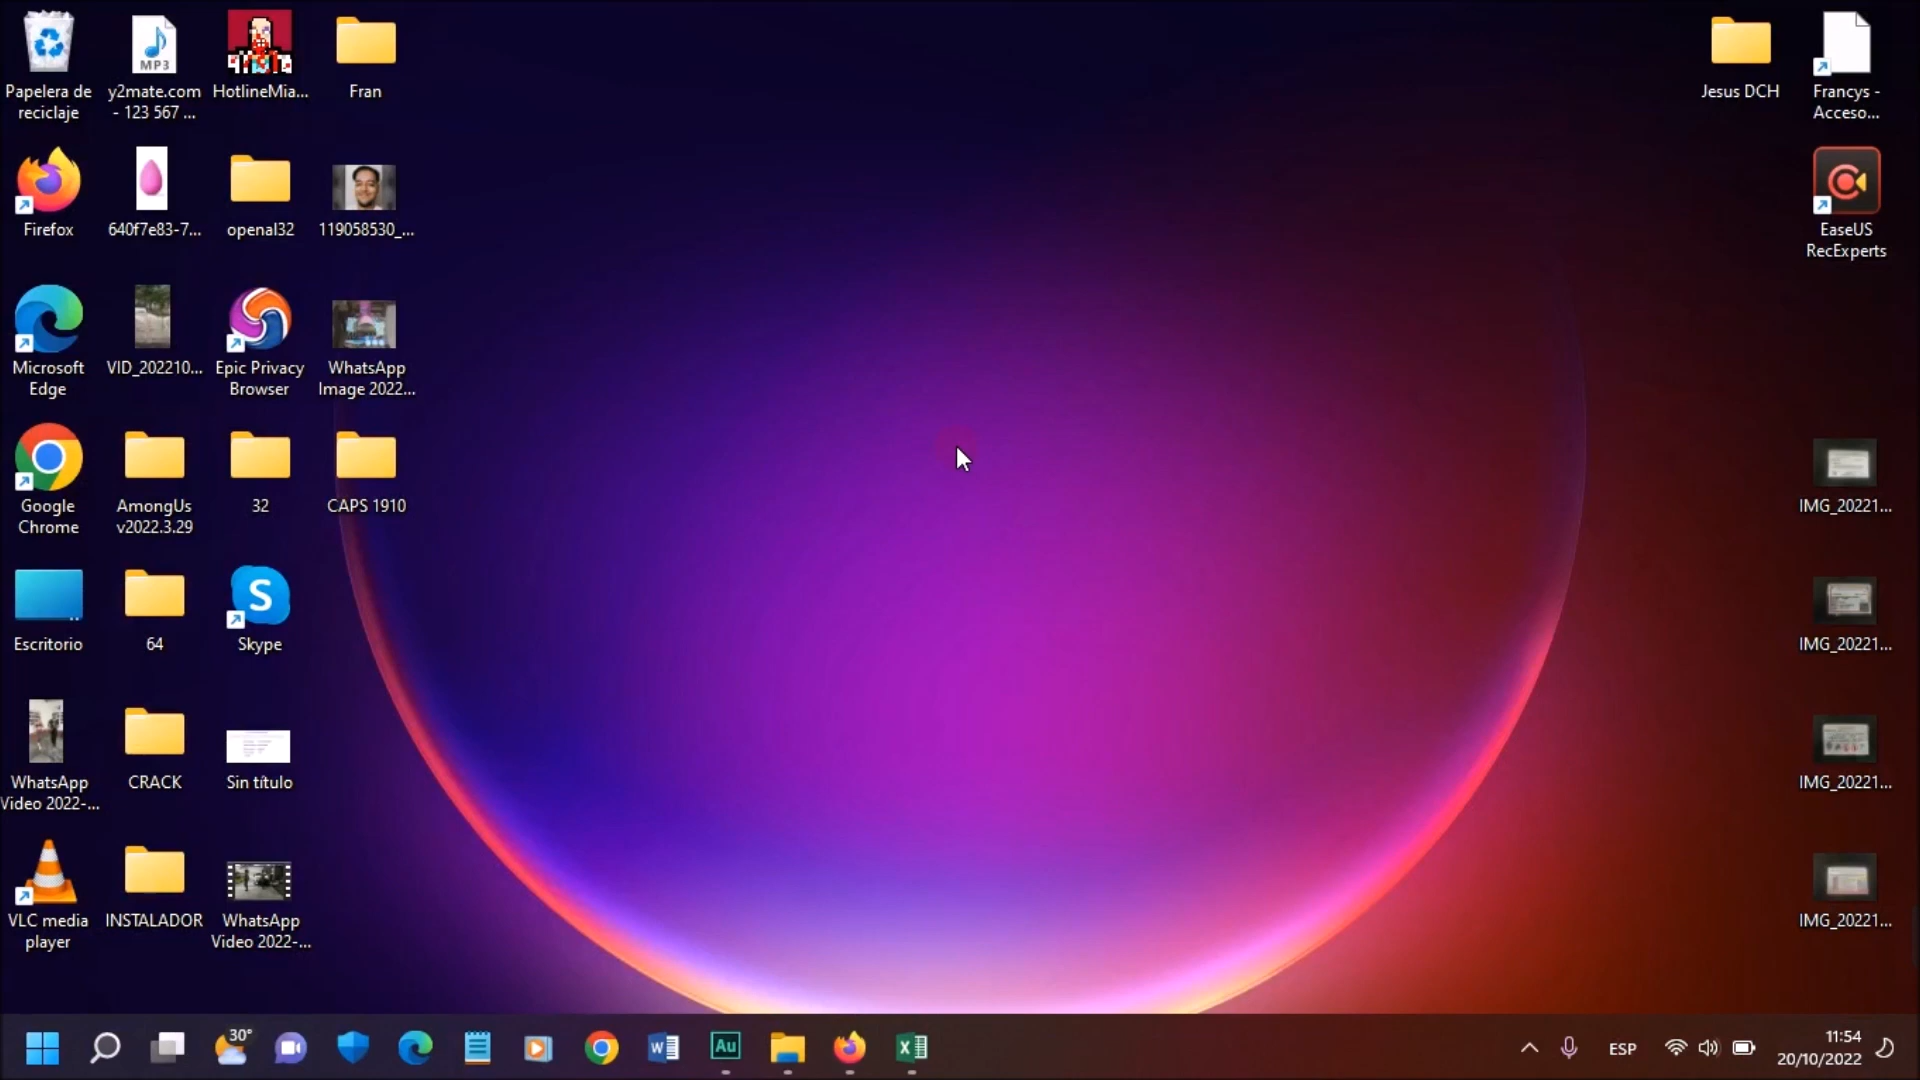 Papelera de
reciclaje
y2mate.com
- 123 567 ...
MP3
HotlineMia...
Fran
Jesus DCH
Francys -
Acceso...
Firefox
640f7e83-7...
openal32
119058530_...
EaseUS
RecExperts
Microsoft
Edge
VID_202210...
Epic Privacy
Browser
WhatsApp
Image 2022...
Google
Chrome
AmongUs
v2022.3.29
32
CAPS 1910
IMG_20221...
Escritorio
64
S
Skype
IMG_20221...
WhatsApp
Video 2022-...
CRACK
Sin título
IMG_20221...
VLC media
player
INSTALADOR
WhatsApp
Video 2022-...
IMG_20221...
30°
W
Au
X
ESP
11:54
20/10/2022